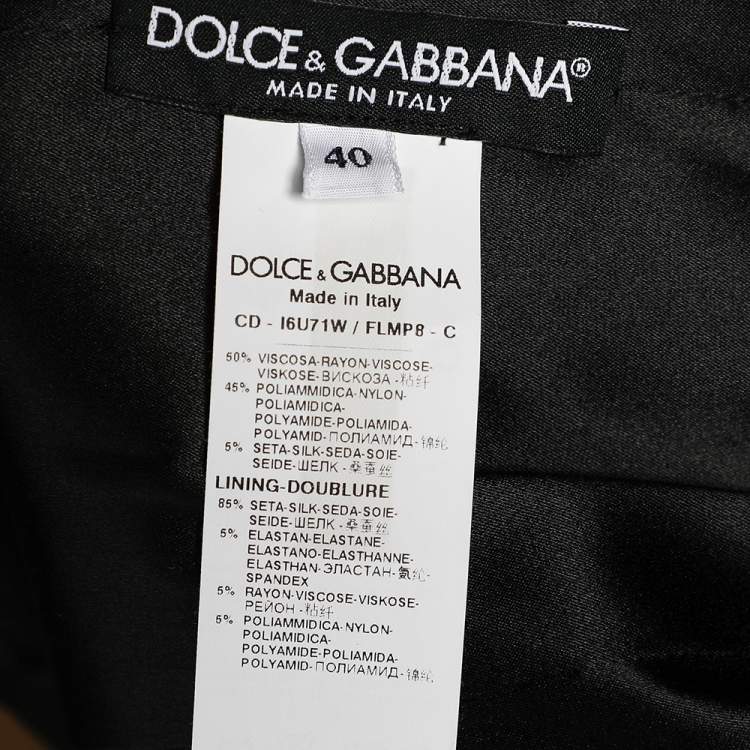 DOLCE & GABBANA®
MADE IN ITALY
40
DOLCE & GABBANA
Made in Italy
CD - I6U71W / FLMP8 - C
50% VISCOSA-RAYON-VISCOSE-
VISKOSE-ВИСКОЗА -粘纤
45% POLIAMMIDICA-NYLON-
POLIAMIDICA-
POLYAMIDE-POLIAMIDA-
POLYAMID-ПОЛИАМИД-锦纶
5% SETA-SILK-SEDA-SOIE-
SEIDE-ШЕЛК -桑蚕丝
LINING-DOUBLURE
85% SETA-SILK-SEDA-SOIE-
SEIDE-ШЕЛК -桑蚕丝
5% ELASTAN-ELASTANE-
ELASTANO-ELASTHANNE-
ELASTHAN-ЭЛАСТАН-氨纶-
SPANDEX
5% RAYON-VISCOSE-VISKOSE-
РЕЙОН -粘纤
5% POLIAMMIDICA-NYLON-
POLIAMIDICA-
POLYAMIDE-POLIAMIDA-
POLYAMID-ПОЛИАМИД-锦纶